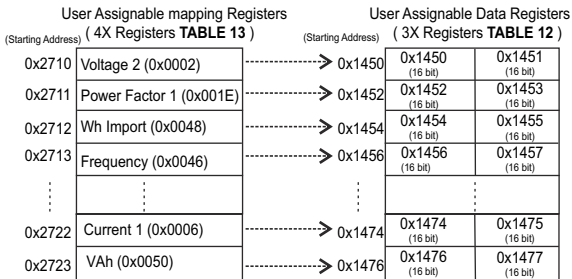 User Assignable mapping Registers
( 4X Registers TABLE 13 )
User Assignable Data Registers
( 3X Registers TABLE 12 )
(Starting Address)
(Starting Address)
0x2710 Voltage 2 (0x0002) 0x1450 0x1450 (16 bit) 0x1451 (16 bit)
0x2711 Power Factor 1 (0x001E) 0x1452 0x1452 (16 bit) 0x1453 (16 bit)
0x2712 Wh Import (0x0048) 0x1454 0x1454 (16 bit) 0x1455 (16 bit)
0x2713 Frequency (0x0046) 0x1456 0x1456 (16 bit) 0x1457 (16 bit)
0x2722 Current 1 (0x0006) 0x1474 0x1474 (16 bit) 0x1475 (16 bit)
0x2723 VAh (0x0050) 0x1476 0x1476 (16 bit) 0x1477 (16 bit)